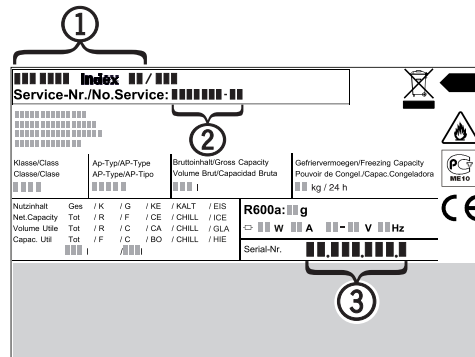 1
Index /
Service-Nr./No.Service: -
2
Klasse/Class
Classe/Classe
Ap-Typ/AP-Type
AP-Type/AP-Tipo
Bruttoinhalt/Gross Capacity
Volume Brut/Capacidad Bruta
l
Gefriervermoegen/Freezing Capacity
Pouvoir de Congel./Capac.Congeladora
kg / 24 h
Nutzinhalt Ges / K / G / KE / KALT / EIS
Net.Capacity Tot / R / F / CE / CHILL / ICE
Volume Utile Tot / R / C / CA / CHILL / GLA
Capac. Util Tot / F / C / BO / CHILL / HIE
l / l
R600a: g
W A - V Hz
Serial-Nr. . . .
3
PG
ME10
CE